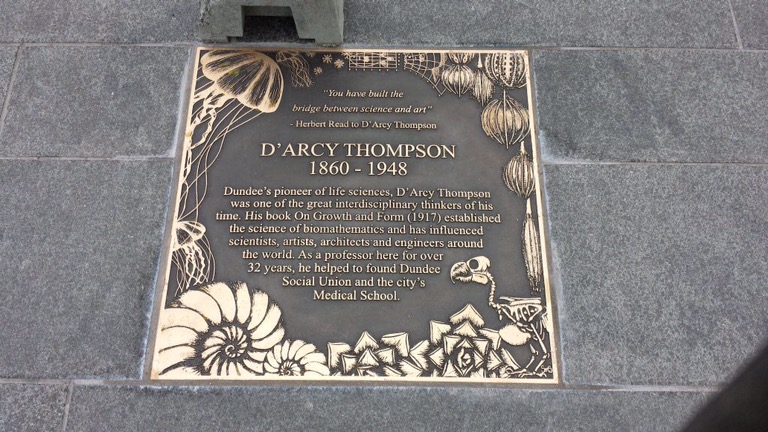 "You have built the
bridge between science and art"
- Herbert Read to D'Arcy Thompson
D'ARCY THOMPSON
1860 - 1948
Dundee's pioneer of life sciences, D'Arcy Thompson
was one of the great interdisciplinary thinkers of his
time. His book On Growth and Form (1917) established
the science of biomathematics and has influenced
scientists, artists, architects and engineers around
the world. As a professor here for over
32 years, he helped to found Dundee
Social Union and the city's
Medical School.